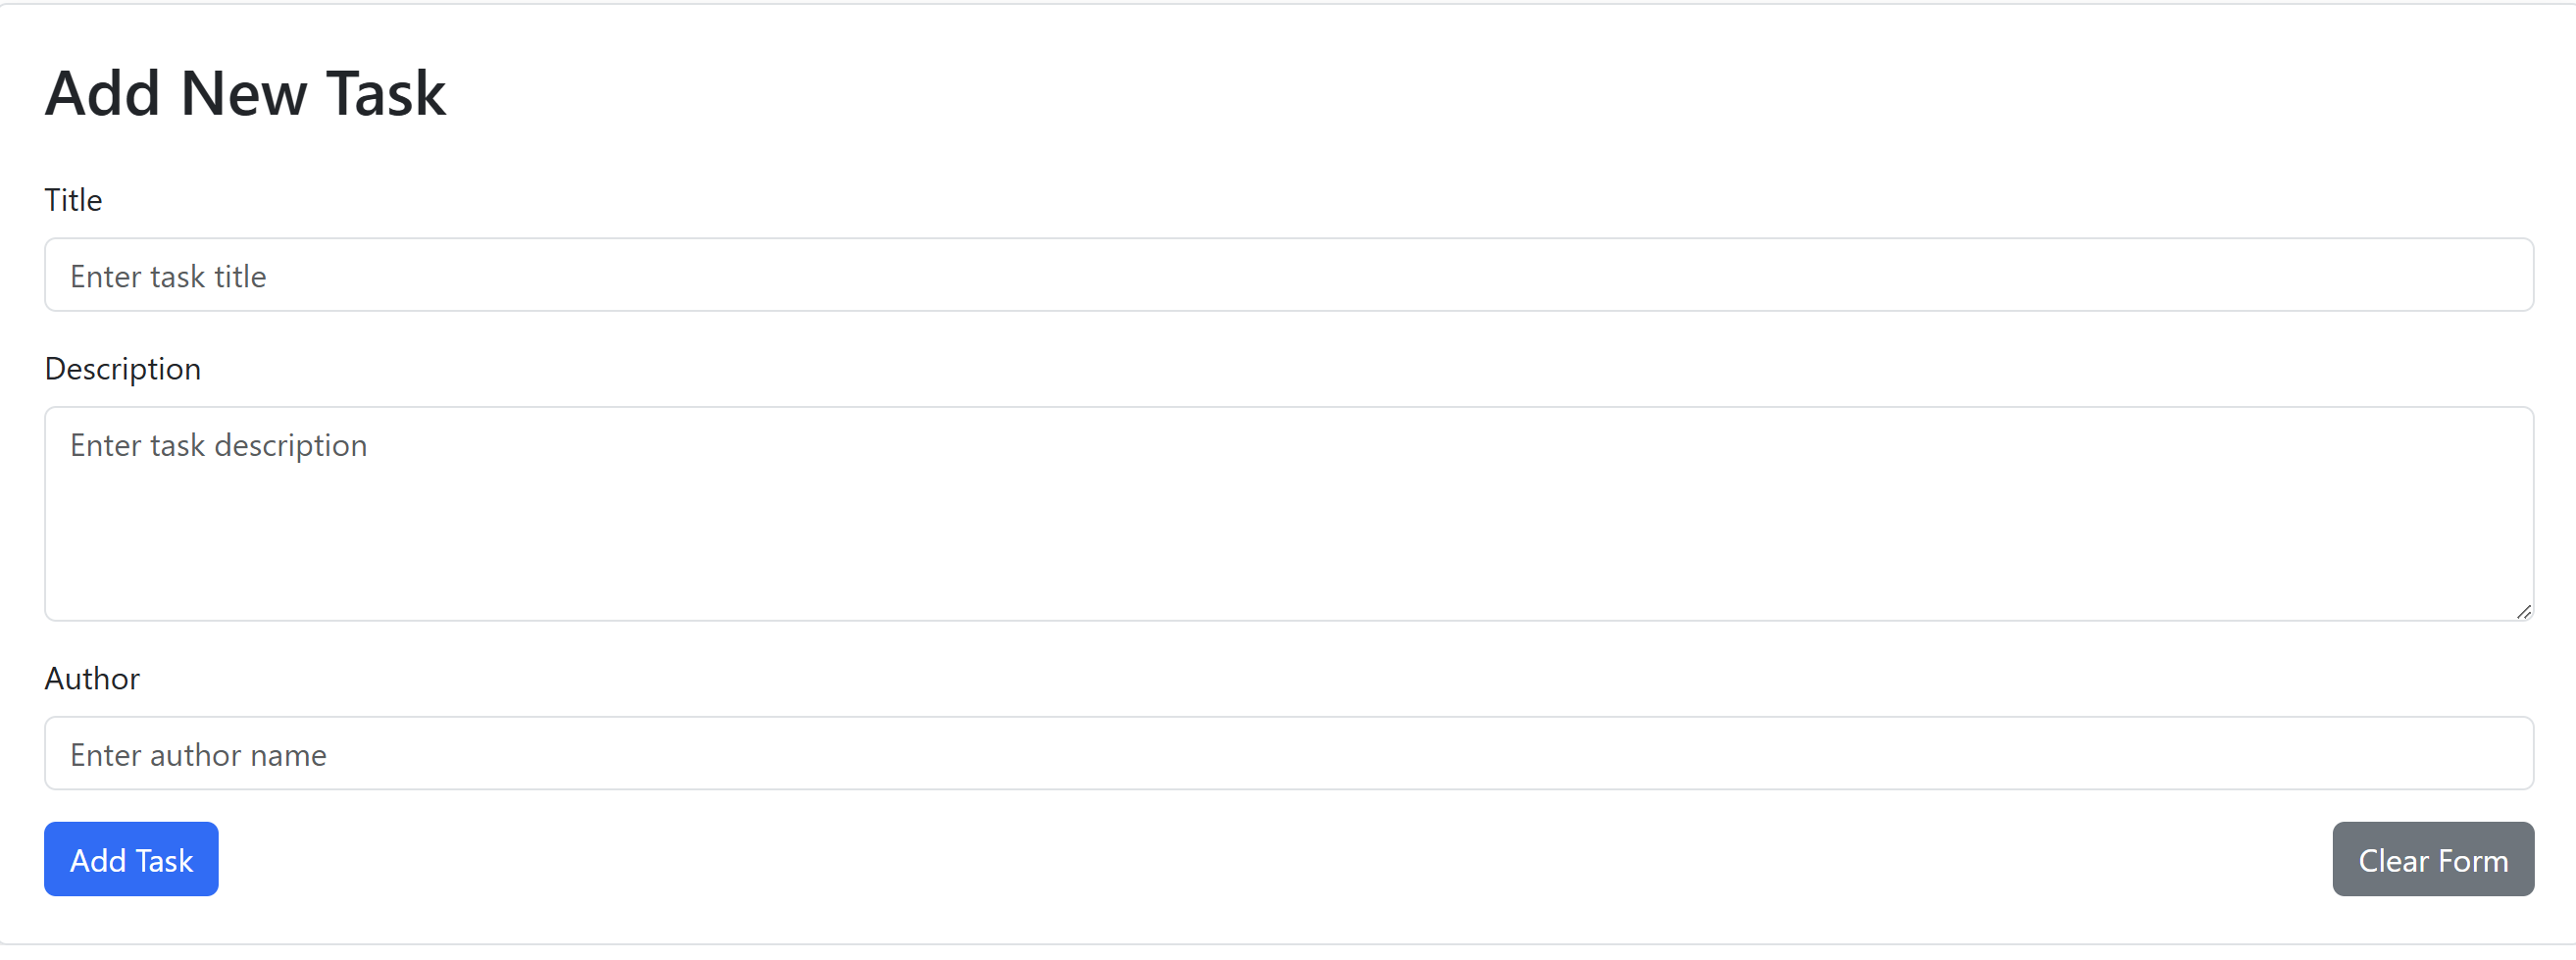 Add New Task
Title
Enter task title
Description
Enter task description
Author
Enter author name
Add Task
Clear Form